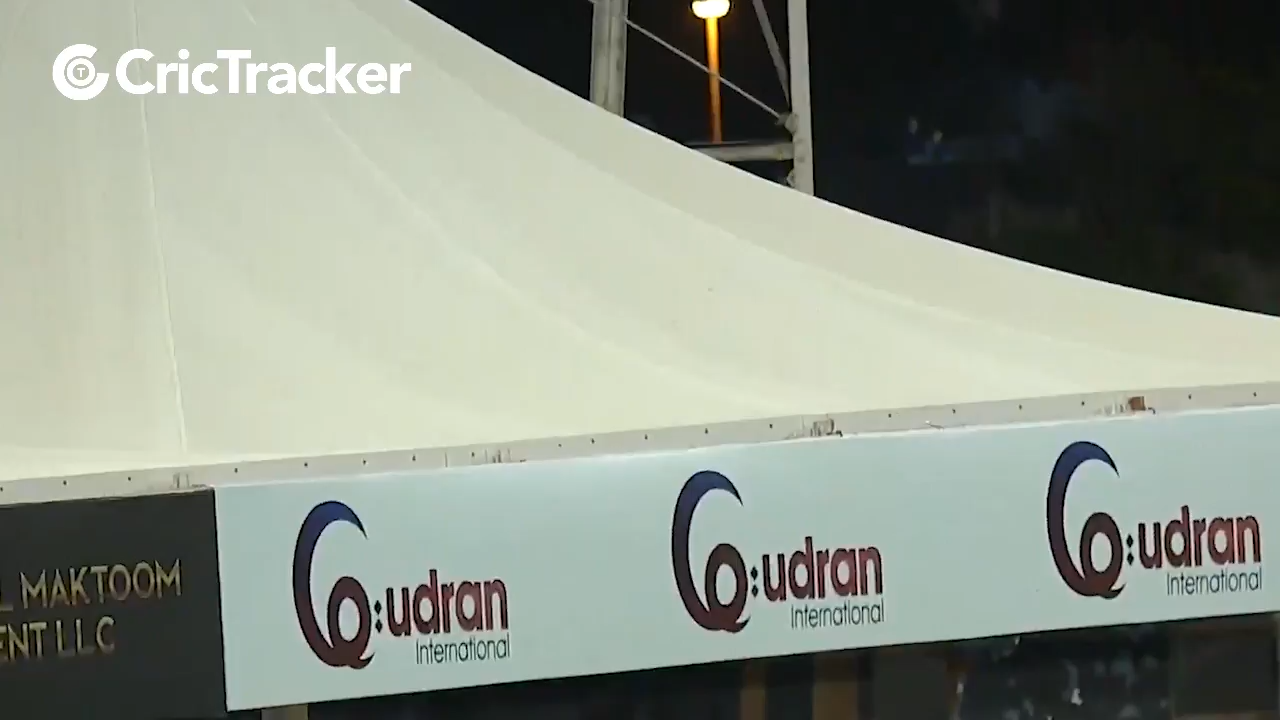 CricTracker
L MAKTOOM
ENT LLC
Q:udran
International
Q:udran
International
Q:udran
International